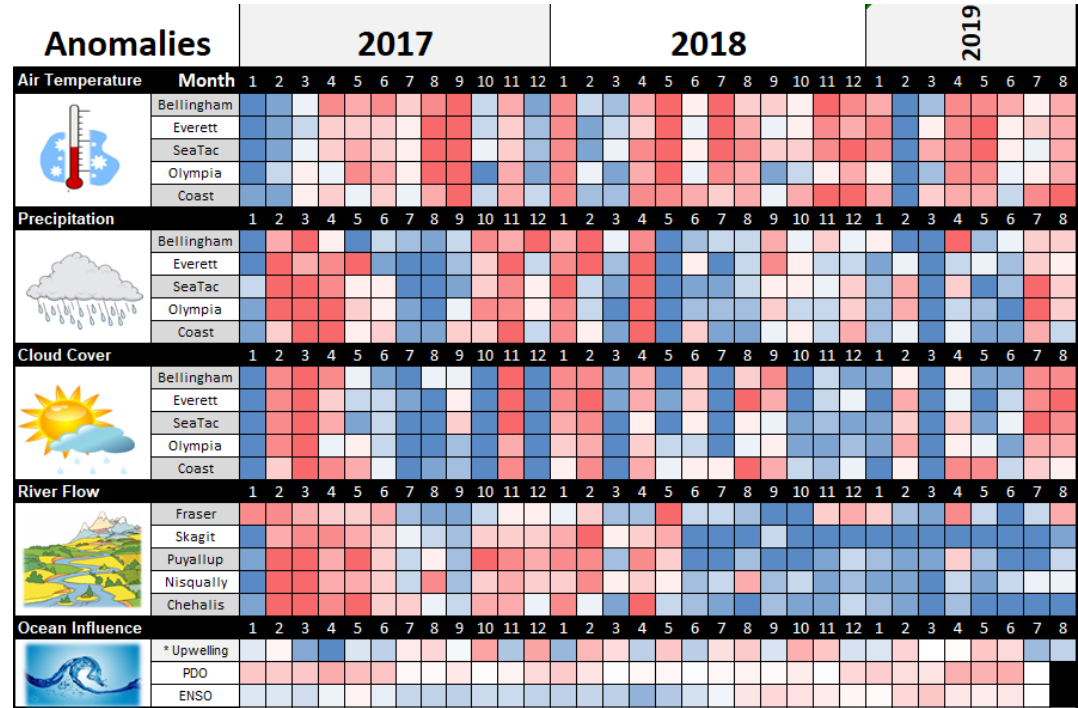 Anomalies 2017 2018 2019
Air Temperature Month 1 2 3 4 5 6 7 8 9 10 11 12 1 2 3 4 5 6 7 8 9 10 11 12 1 2 3 4 5 6 7 8
Bellingham
Everett
SeaTac
Olympia
Coast
Precipitation 1 2 3 4 5 6 7 8 9 10 11 12 1 2 3 4 5 6 7 8 9 10 11 12 1 2 3 4 5 6 7 8
Bellingham
Everett
SeaTac
Olympia
Coast
Cloud Cover 1 2 3 4 5 6 7 8 9 10 11 12 1 2 3 4 5 6 7 8 9 10 11 12 1 2 3 4 5 6 7 8
Bellingham
Everett
SeaTac
Olympia
Coast
River Flow 1 2 3 4 5 6 7 8 9 10 11 12 1 2 3 4 5 6 7 8 9 10 11 12 1 2 3 4 5 6 7 8
Fraser
Skagit
Puyallup
Nisqually
Chehalis
Ocean Influence 1 2 3 4 5 6 7 8 9 10 11 12 1 2 3 4 5 6 7 8 9 10 11 12 1 2 3 4 5 6 7 8
* Upwelling
PDO
ENSO